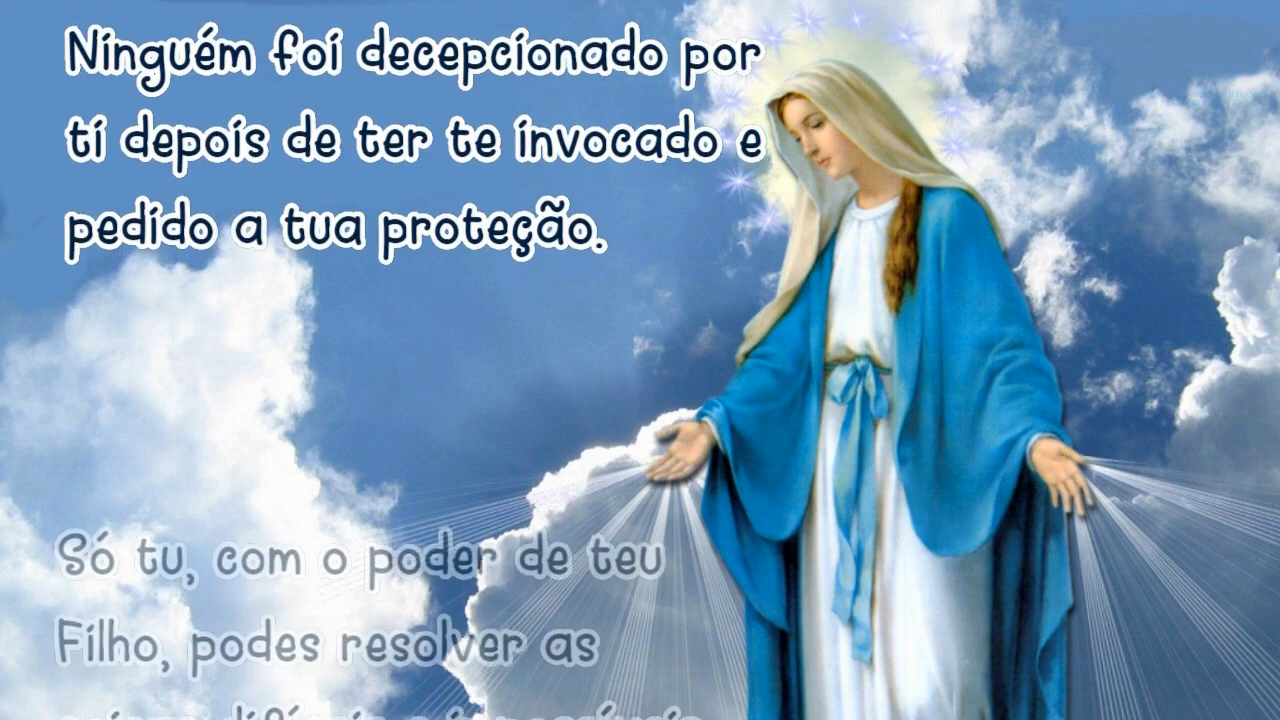 Ninguém foi decepcionado por
ti depois de ter te invocado e
pedido a tua proteção.
Só tu, com o poder de teu
Filho, podes resolver as